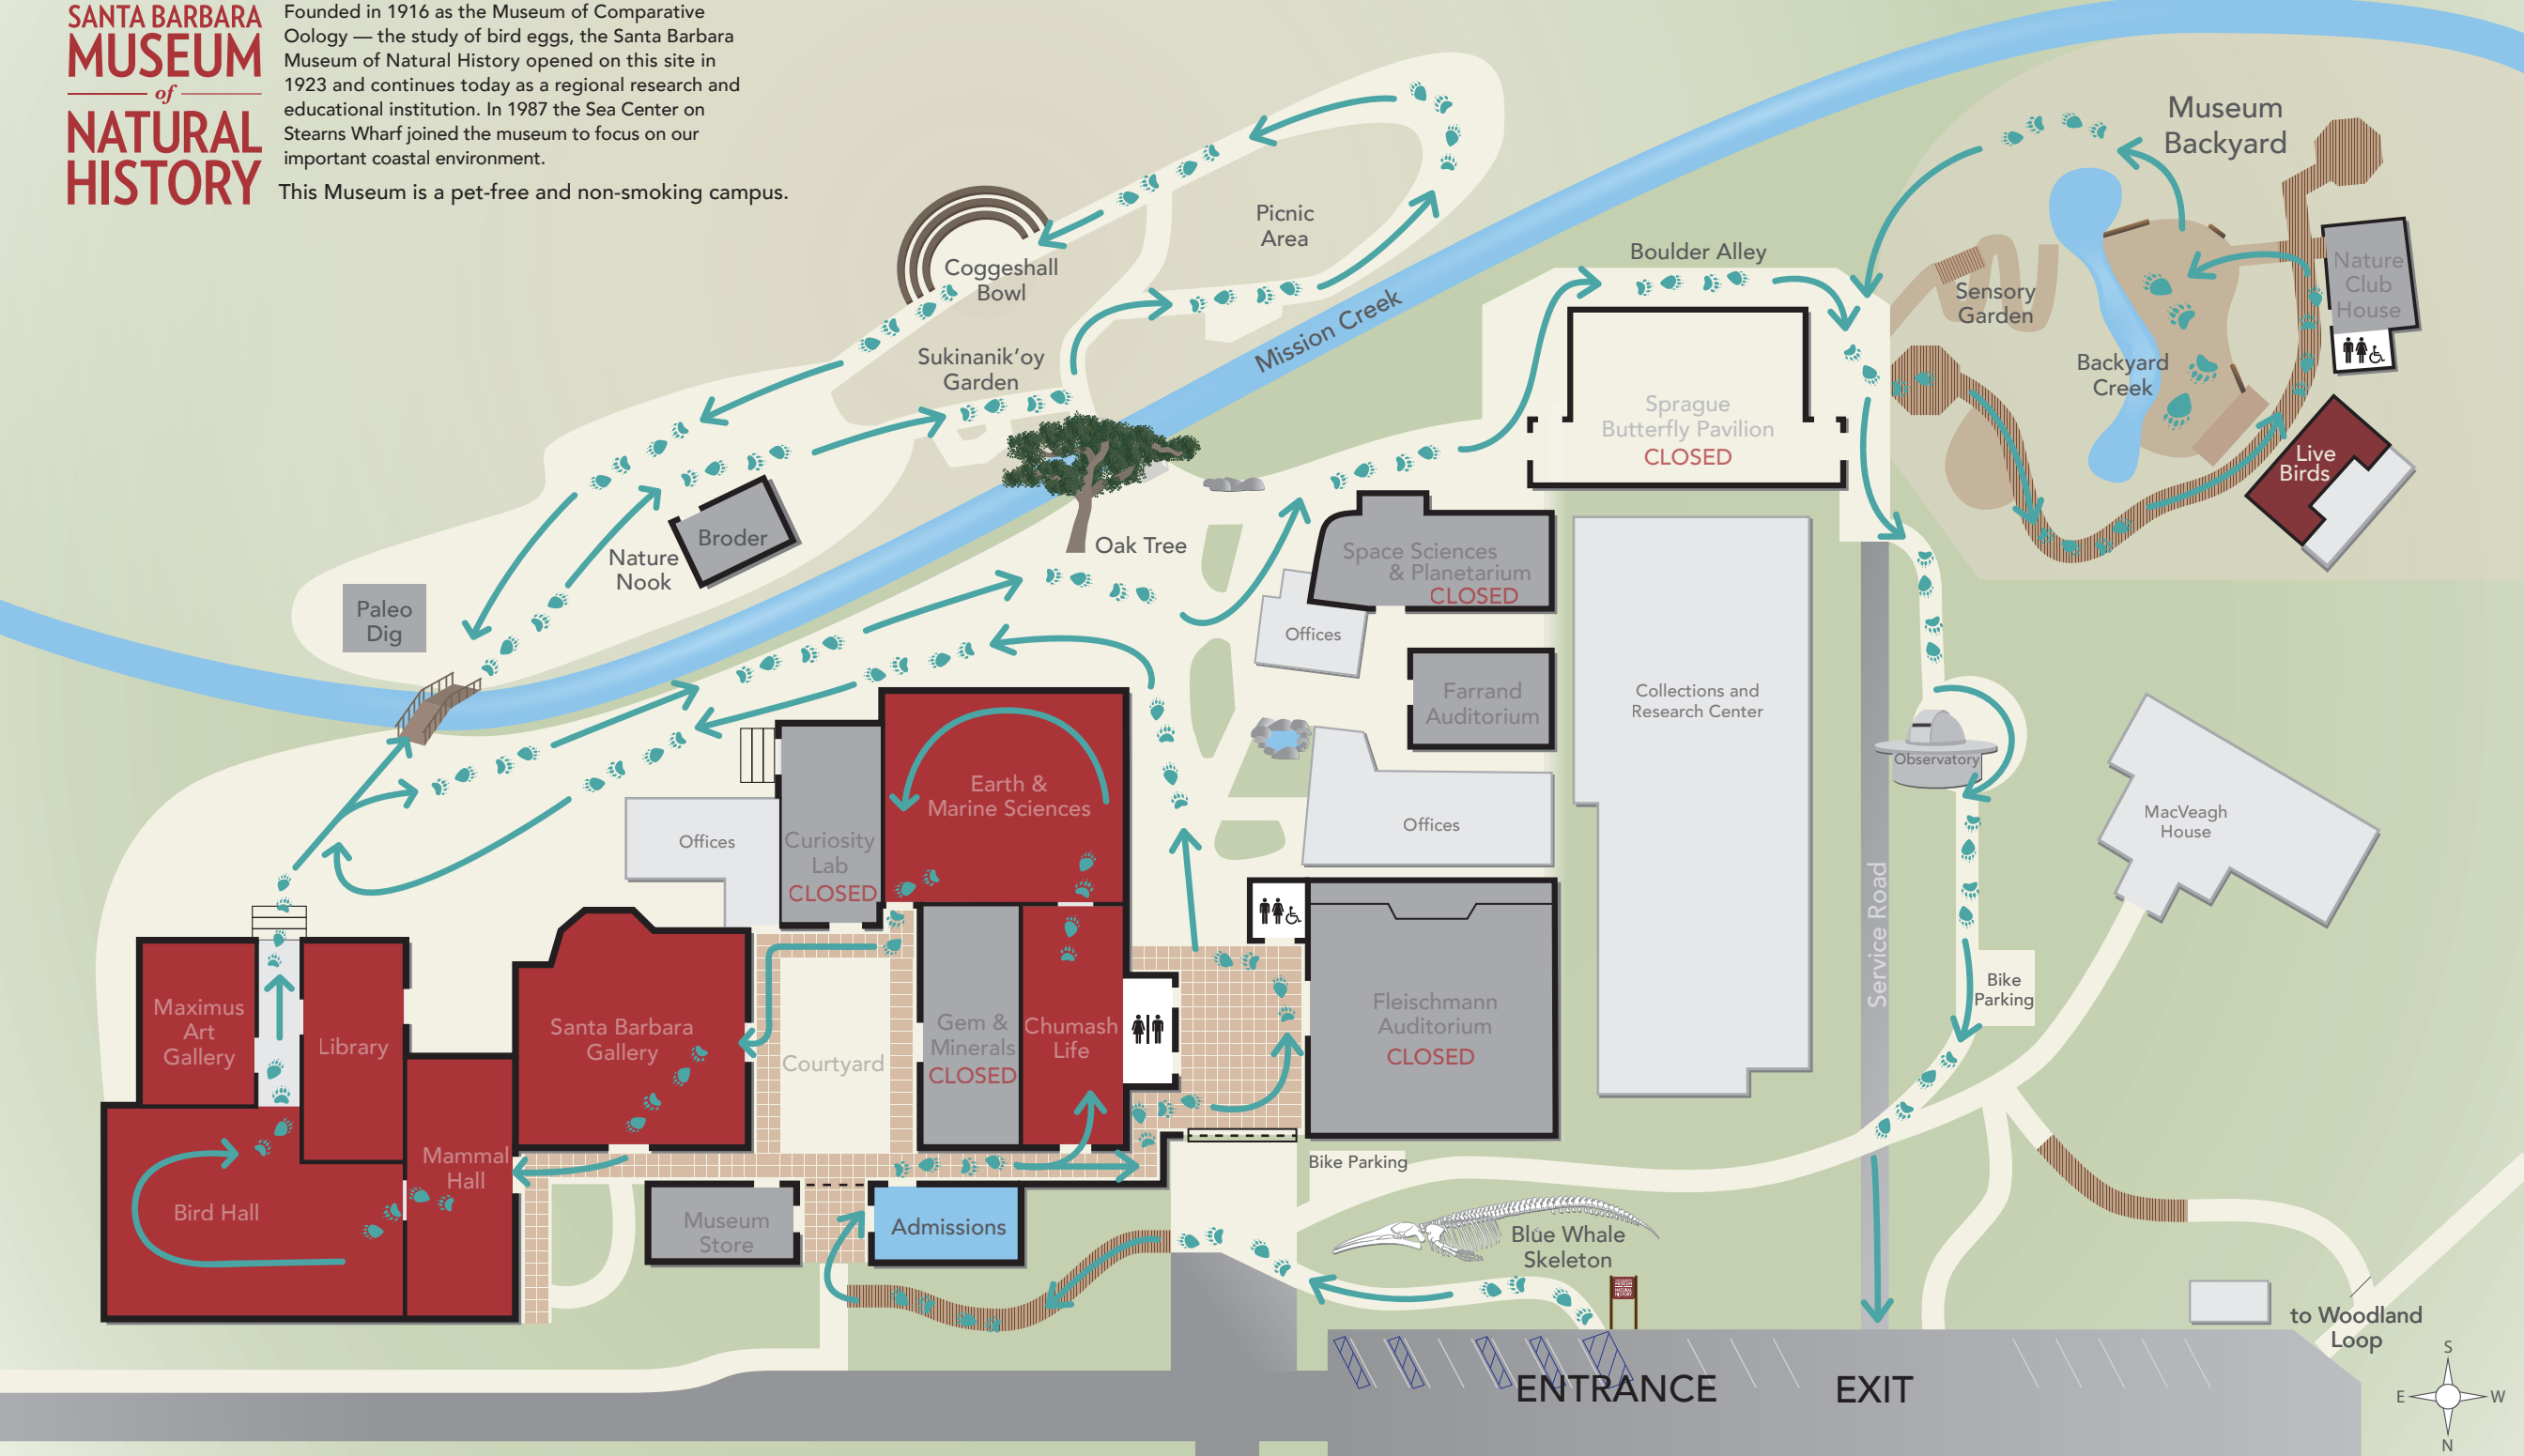 SANTA BARBARA
MUSEUM
of
NATURAL
HISTORY
Founded in 1916 as the Museum of Comparative
Oology — the study of bird eggs, the Santa Barbara
Museum of Natural History opened on this site in
1923 and continues today as a regional research and
educational institution. In 1987 the Sea Center on
Stearns Wharf joined the museum to focus on our
important coastal environment.
This Museum is a pet-free and non-smoking campus.
Museum
Backyard
Picnic
Area
Coggeshall
Bowl
Boulder Alley
Nature
Club
House
Sensory
Garden
Mission Creek
Sukinanik’oy
Garden
Backyard
Creek
Sprague
Butterfly Pavilion
CLOSED
Live
Birds
Broder
Oak Tree
Nature
Nook
Space Sciences
& Planetarium
CLOSED
Paleo
Dig
Offices
Farrand
Auditorium
Collections and
Research Center
Observatory
Earth &
Marine Sciences
MacVeagh
House
Offices
Offices
Curiosity
Lab
CLOSED
Service Road
Bike
Parking
Maximus
Art
Gallery
Library
Santa Barbara
Gallery
Courtyard
Gem &
Minerals
CLOSED
Chumash
Life
Fleischmann
Auditorium
CLOSED
Mammal
Hall
Bird Hall
Bike Parking
Museum
Store
Admissions
Blue Whale
Skeleton
to Woodland
Loop
ENTRANCE
EXIT
S
E
W
N